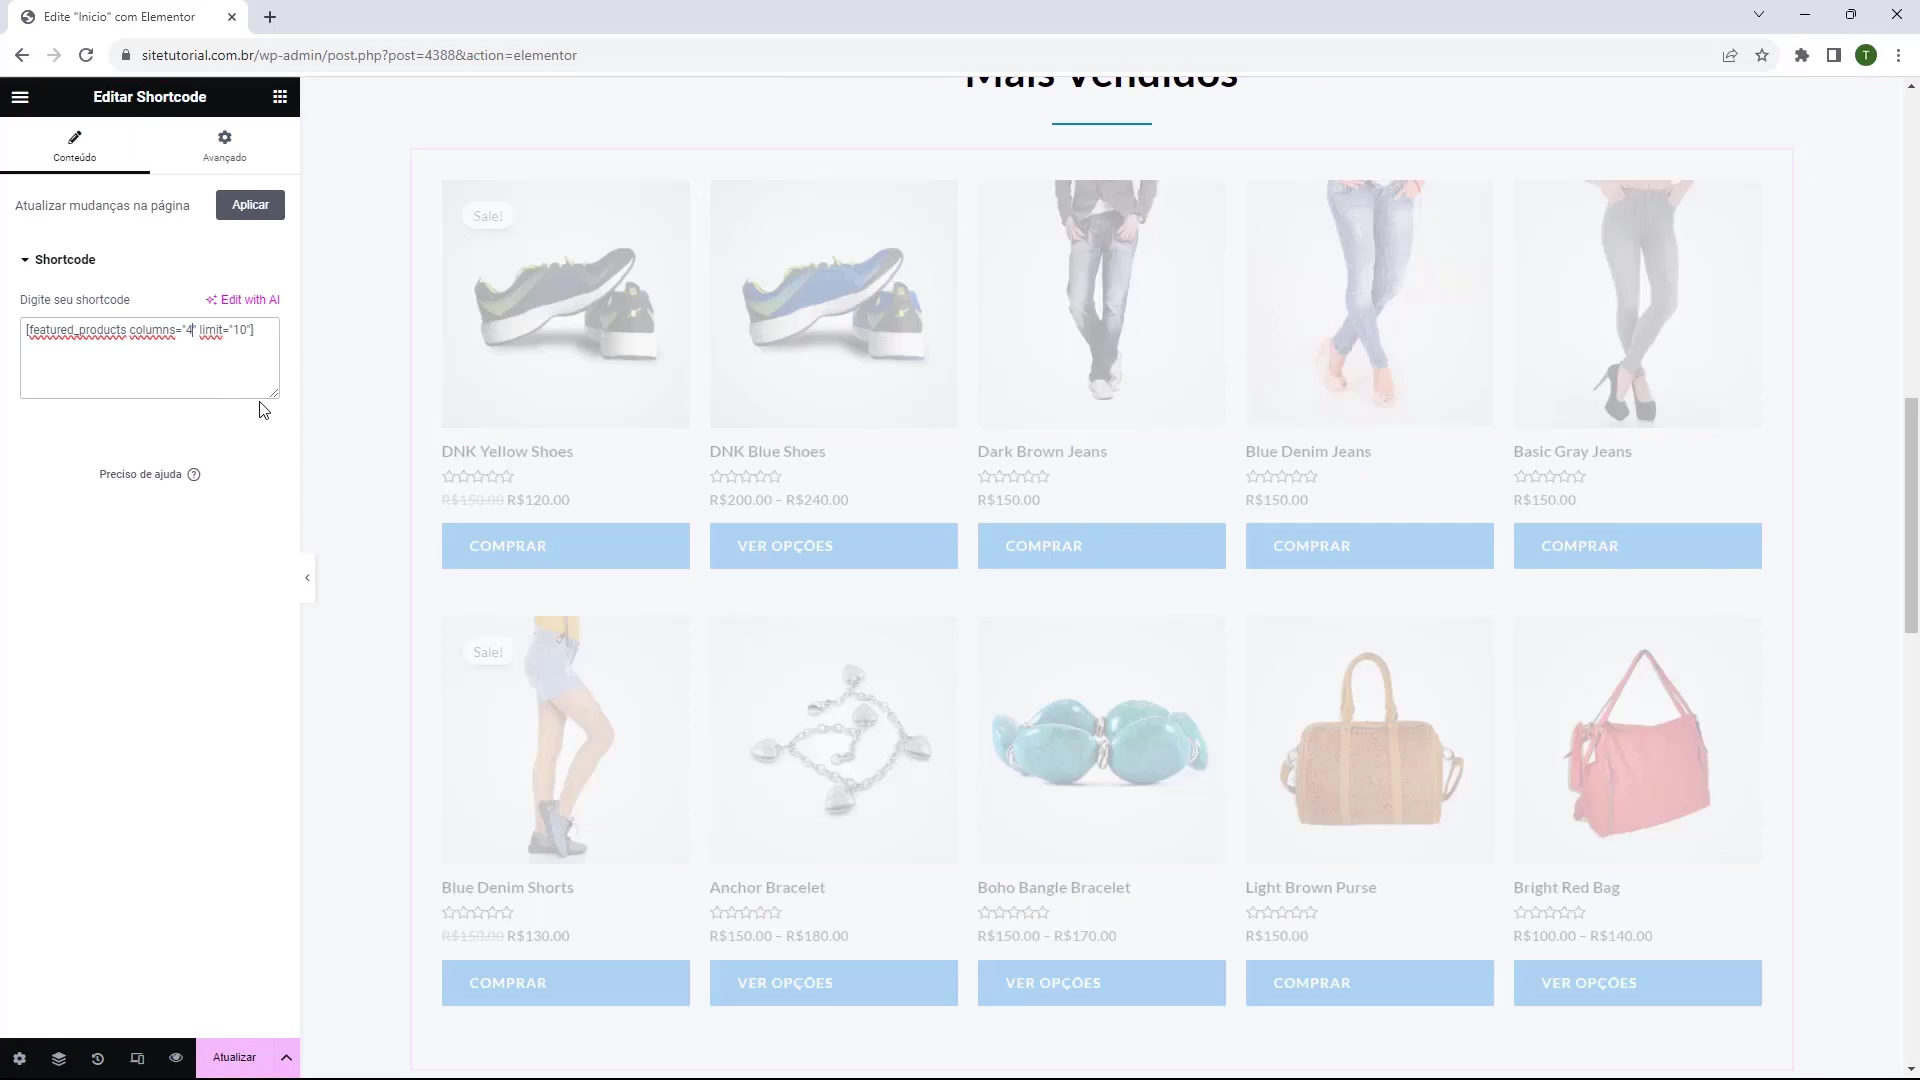 Edite "Inicio" com Elementor
sitetutorial.com.br/wp-admin/post.php?post=4388&action=elementor
T
Editar Shortcode
Conteúdo
Avançado
Atualizar mudanças na página
Aplicar
Shortcode
Digite seu shortcode
Edit with AI
[featured_products columns="4" limit="10"]
Preciso de ajuda
Atualizar
Mais Vendidos
Sale!
DNK Yellow Shoes
R$150.00 R$120.00
COMPRAR
DNK Blue Shoes
R$200.00 – R$240.00
VER OPÇÕES
Dark Brown Jeans
R$150.00
COMPRAR
Blue Denim Jeans
R$150.00
COMPRAR
Basic Gray Jeans
R$150.00
COMPRAR
Sale!
Blue Denim Shorts
R$150.00 R$130.00
COMPRAR
Anchor Bracelet
R$150.00 – R$180.00
VER OPÇÕES
Boho Bangle Bracelet
R$150.00 – R$170.00
VER OPÇÕES
Light Brown Purse
R$150.00
COMPRAR
Bright Red Bag
R$100.00 – R$140.00
VER OPÇÕES